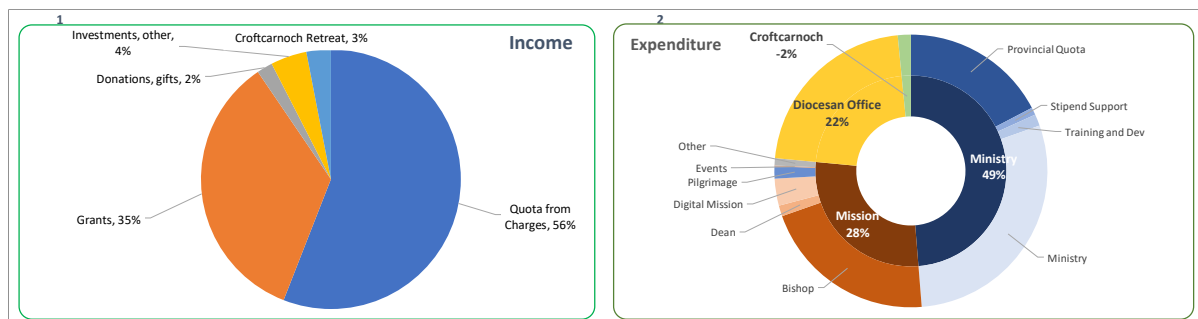 1
Income
Investments, other,
4%
Croftcarnoch Retreat, 3%
Donations, gifts, 2%
Grants, 35%
Quota from
Charges, 56%
2
Expenditure
Croftcarnoch
-2%
Provincial Quota
Stipend Support
Training and Dev
Diocesan Office
22%
Ministry
49%
Other
Events
Pilgrimage
Digital Mission
Dean
Mission
28%
Bishop
Ministry